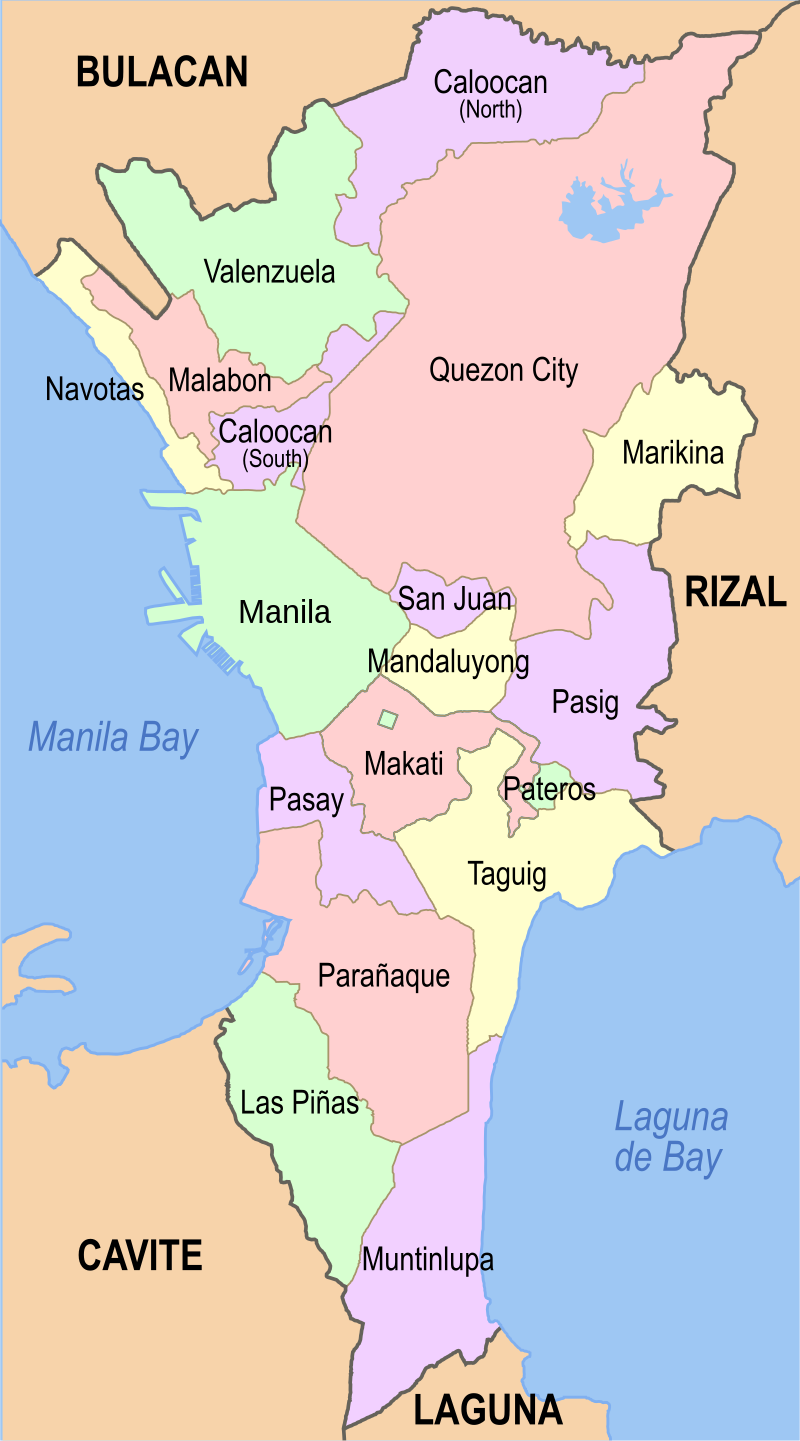 BULACAN
Caloocan
(North)
Valenzuela
Navotas
Malabon
Quezon City
Caloocan
(South)
Marikina
RIZAL
San Juan
Manila
Mandaluyong
Pasig
Manila Bay
Makati
Pateros
Pasay
Taguig
Parañaque
Las Piñas
Laguna
de Bay
CAVITE
Muntinlupa
LAGUNA